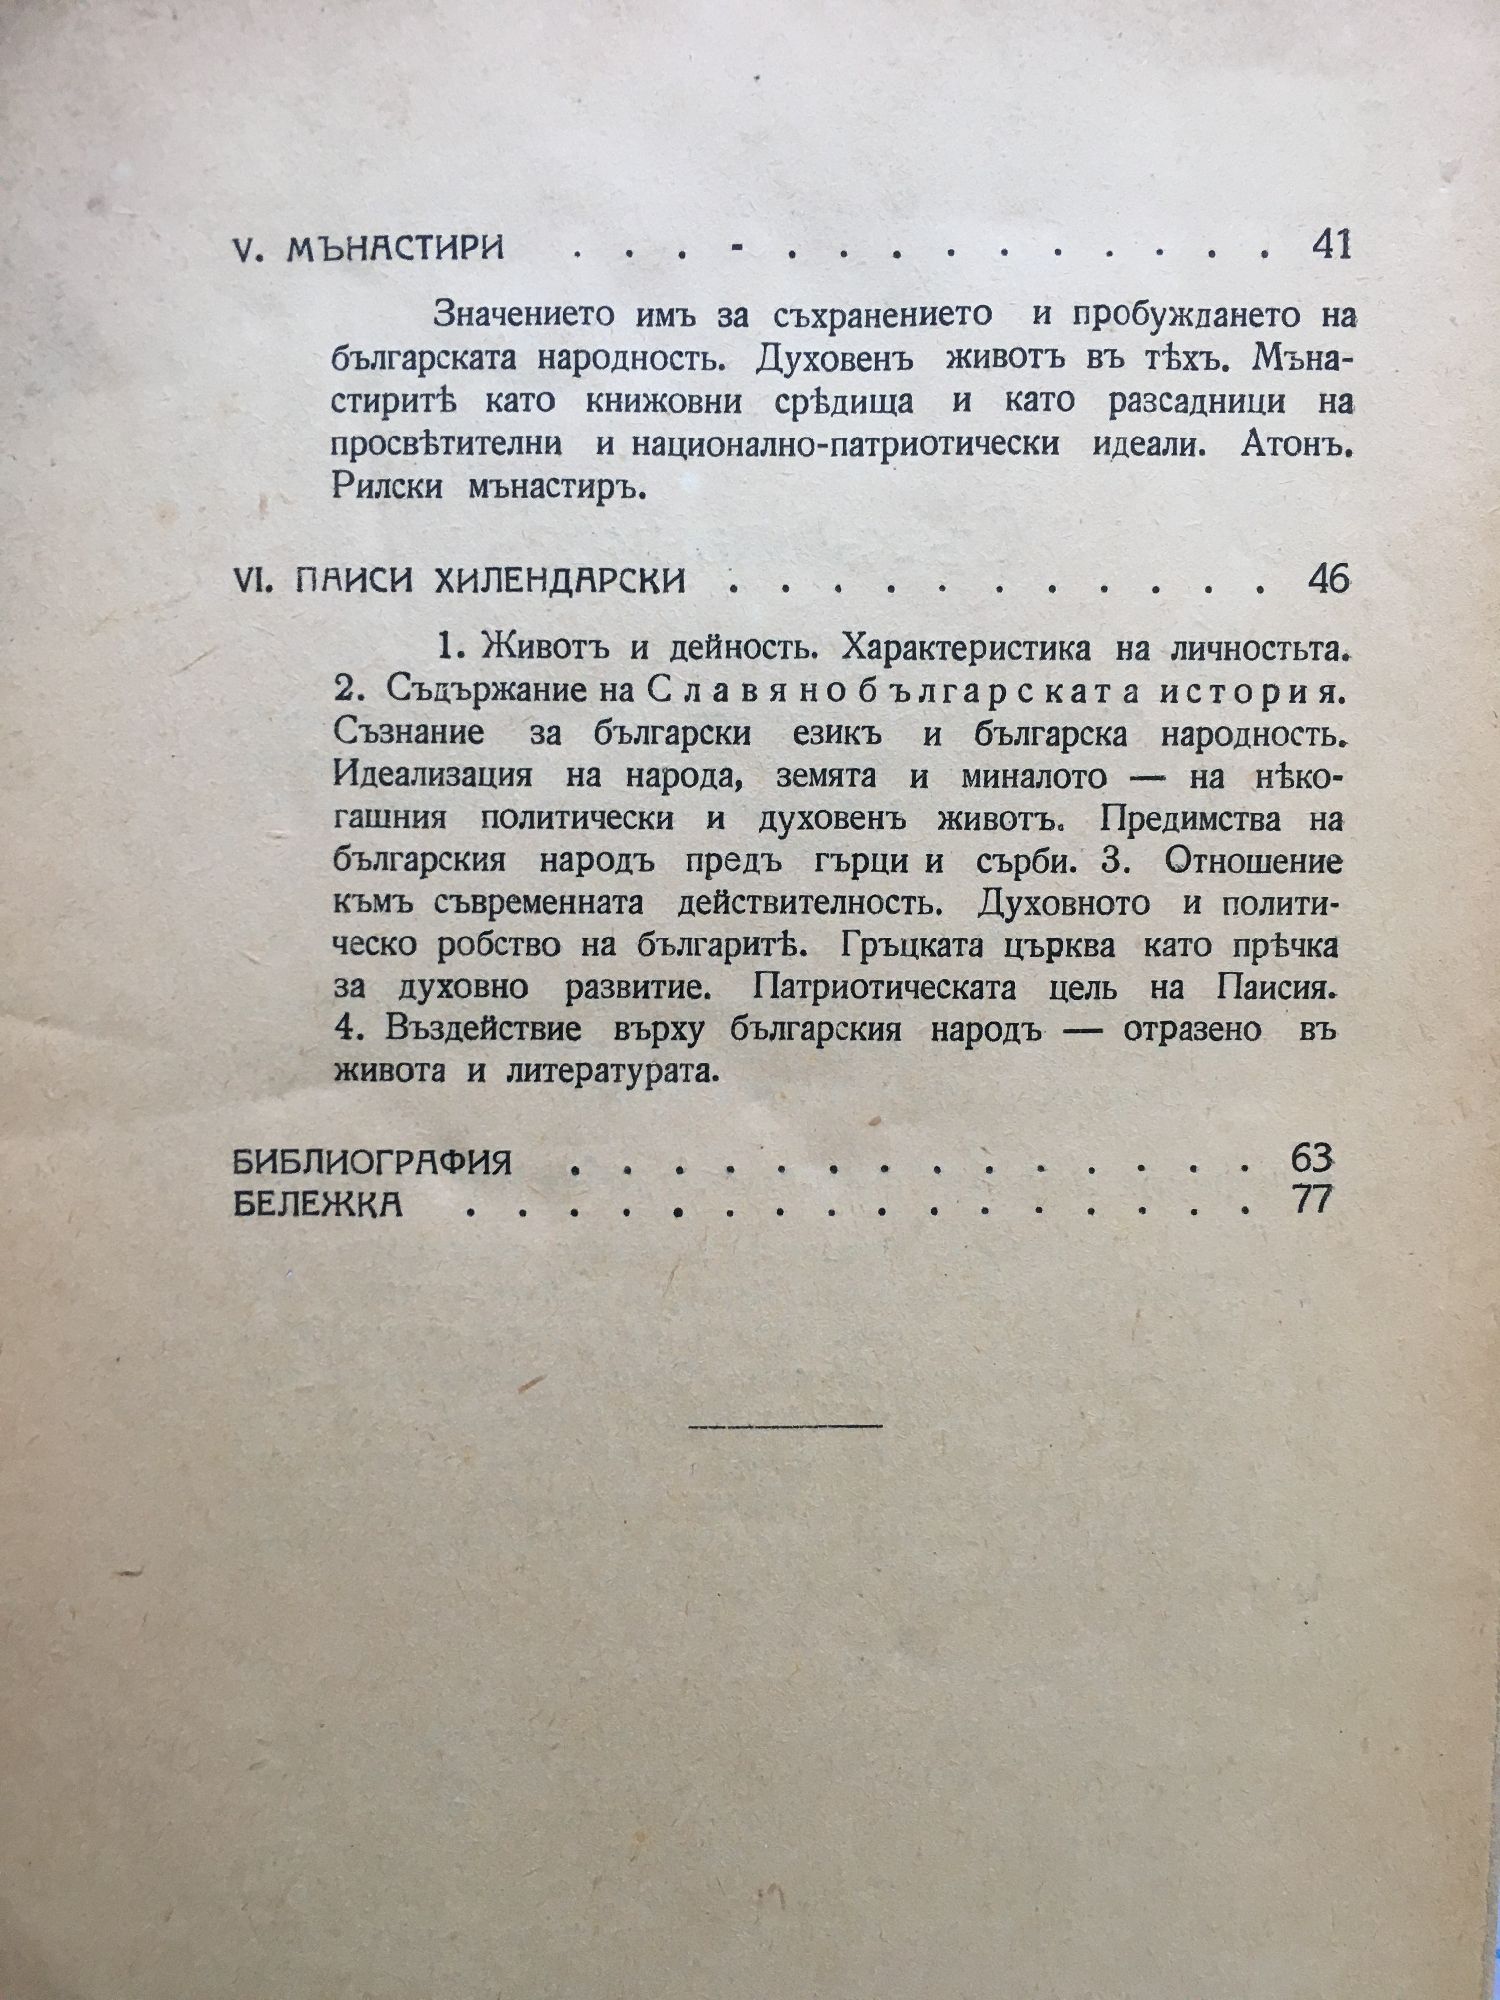 V. МЪНАСТИРИ . . . - . . . . . . . . . . 41
Значението имъ за съхранението и пробуждането на
българската народность. Духовенъ животъ въ тѣхъ. Мъна-
стиритѣ като книжовни срѣдища и като разсадници на
просвѣтителни и национално-патриотически идеали. Атонъ.
Рилски мънастиръ.
VI. ПАИСИ ХИЛЕНДАРСКИ . . . . . . . . . . . 46
1. Животъ и дейность. Характеристика на личностьта.
2. Съдържание на Славянобългарската история.
Съзнание за български езикъ и българска народность.
Идеализация на народа, земята и миналото — на нѣко-
гашния политически и духовенъ животъ. Предимства на
българския народъ предъ гърци и сърби. 3. Отношение
къмъ съвременната действителность. Духовното и полити-
ческо робство на българитѣ. Гръцката църква като прѣчка
за духовно развитие. Патриотическата цель на Паисия.
4. Въздействие върху българския народъ — отразено въ
живота и литературата.
БИБЛИОГРАФИЯ . . . . . . . . . . . . . . 63
БЕЛЕЖКА . . . . . . . . . . . . . . . . 77